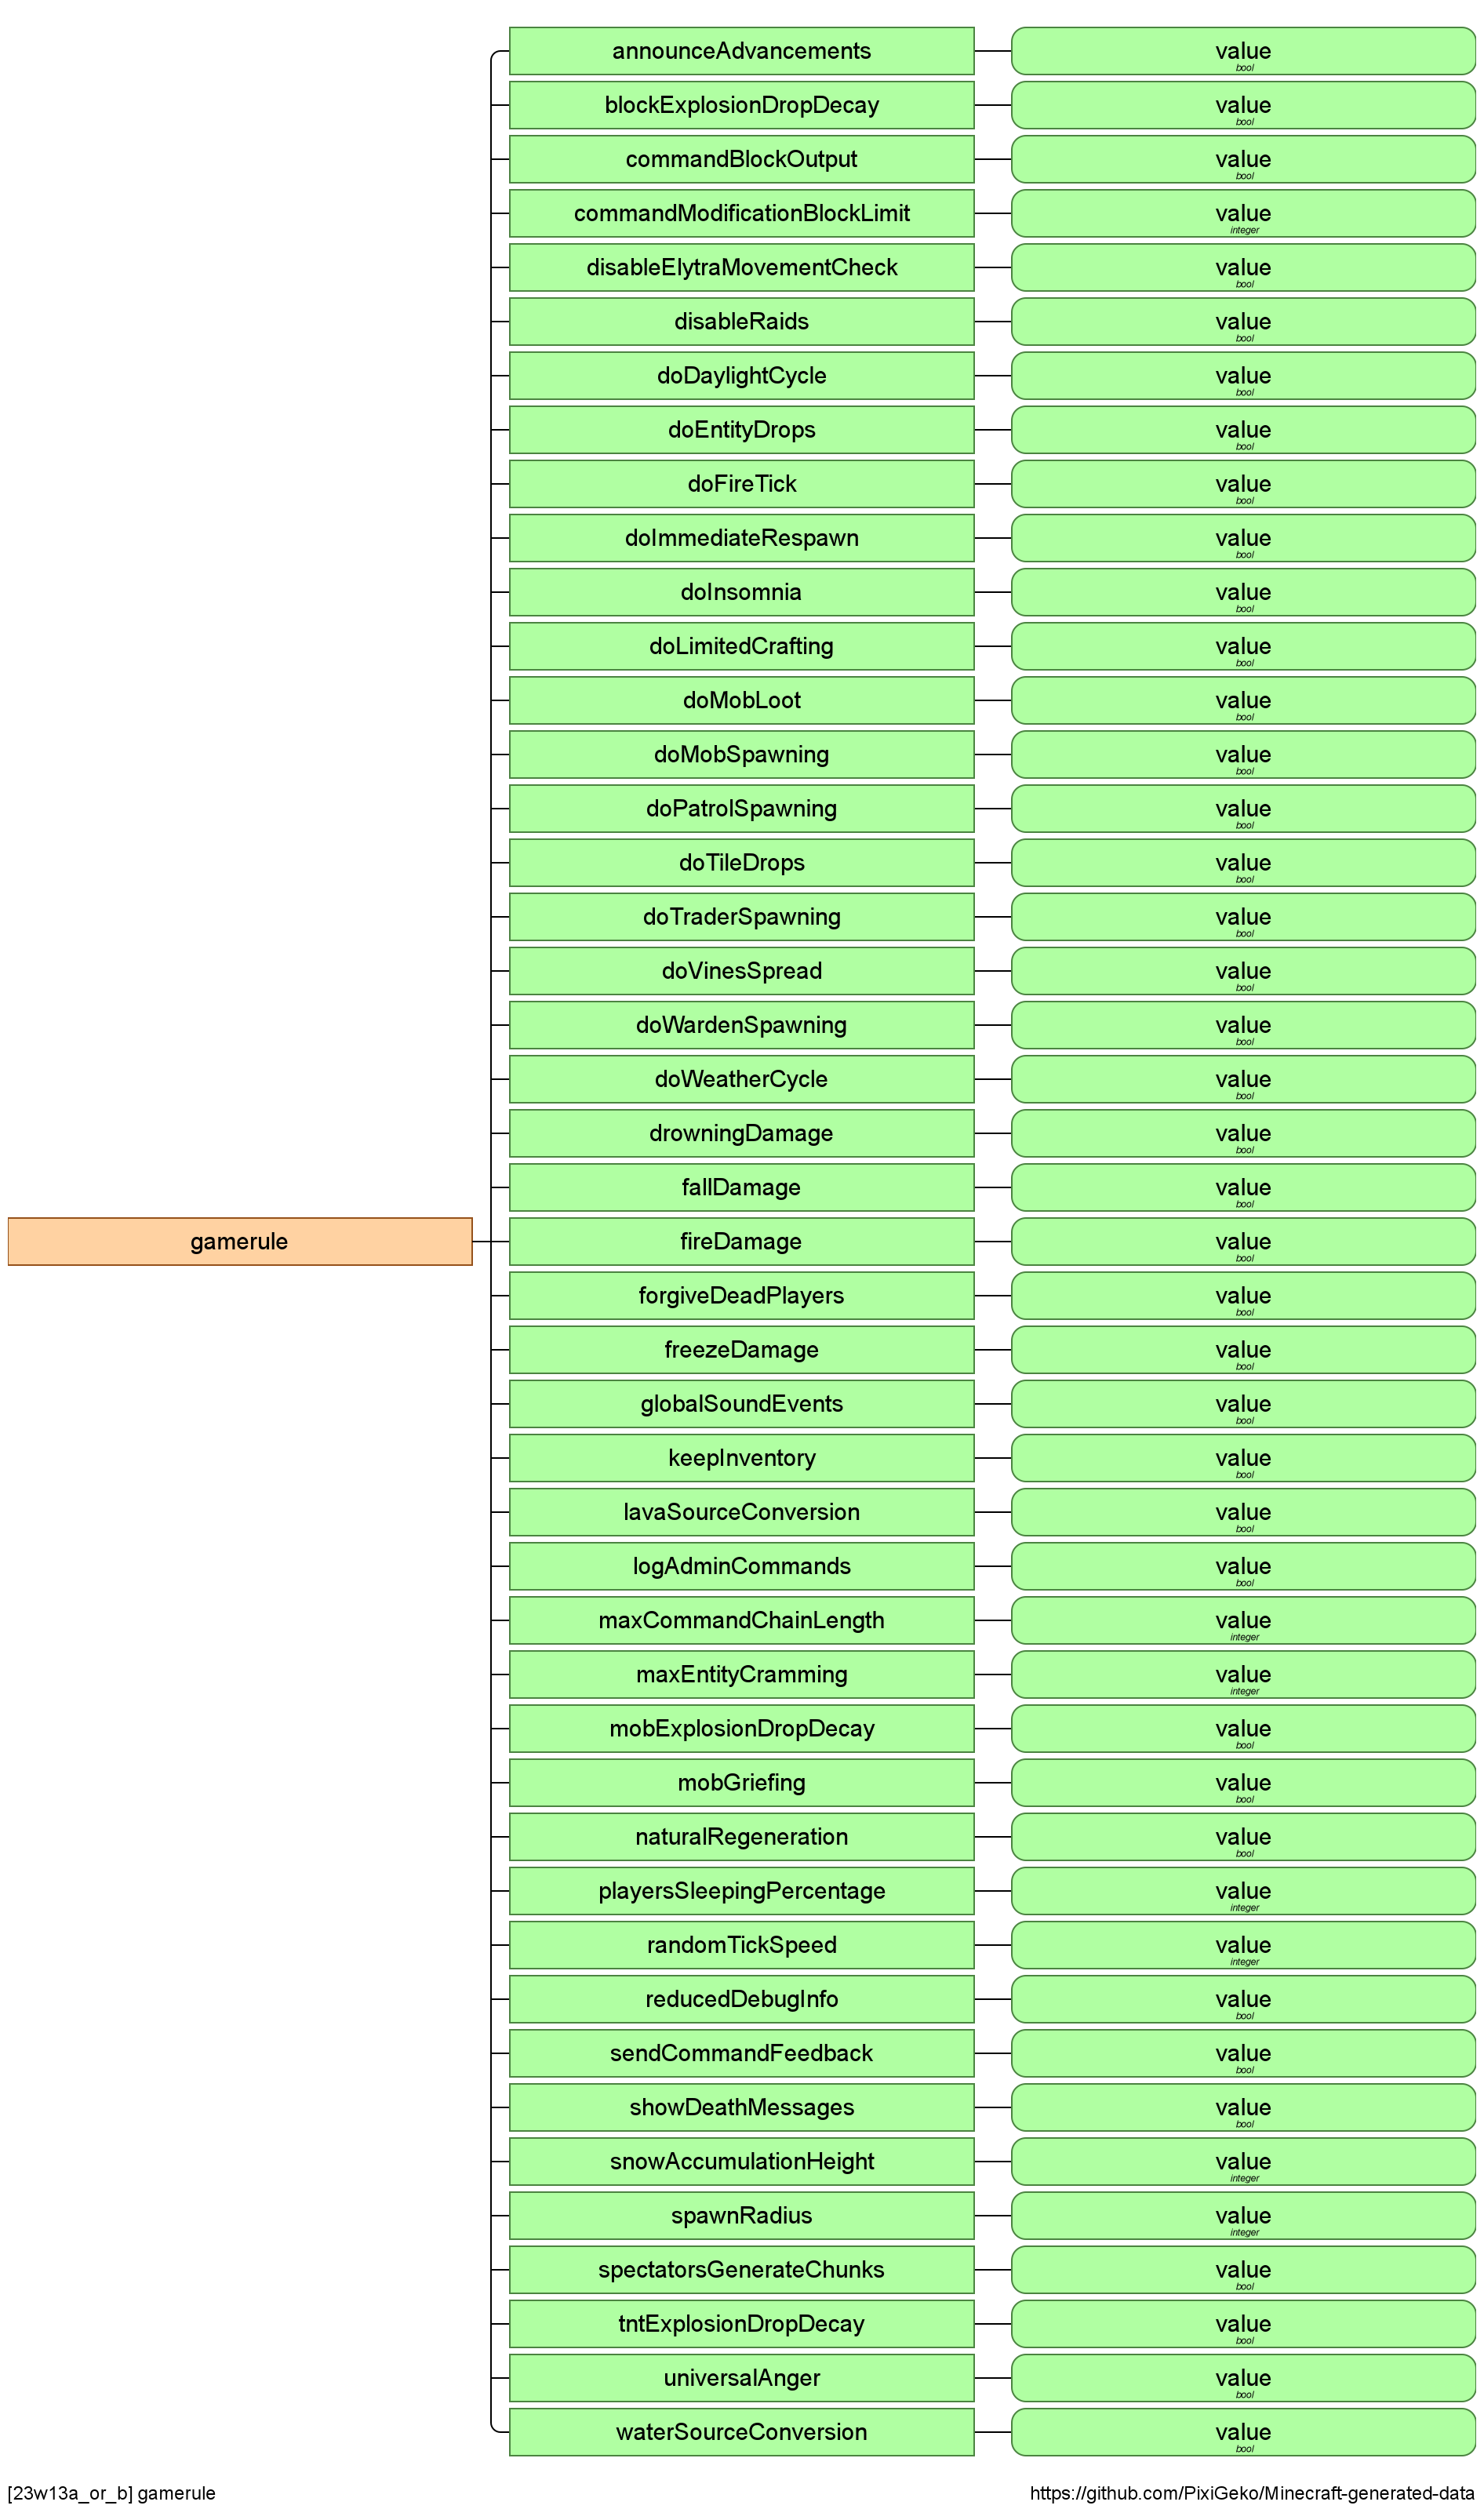 announceAdvancements value
bool
blockExplosionDropDecay value
bool
commandBlockOutput value
bool
commandModificationBlockLimit value
integer
disableElytraMovementCheck value
bool
disableRaids value
bool
doDaylightCycle value
bool
doEntityDrops value
bool
doFireTick value
bool
doImmediateRespawn value
bool
doInsomnia value
bool
doLimitedCrafting value
bool
doMobLoot value
bool
doMobSpawning value
bool
doPatrolSpawning value
bool
doTileDrops value
bool
doTraderSpawning value
bool
doVinesSpread value
bool
doWardenSpawning value
bool
doWeatherCycle value
bool
drowningDamage value
bool
fallDamage value
bool
gamerule fireDamage value
bool
forgiveDeadPlayers value
bool
freezeDamage value
bool
globalSoundEvents value
bool
keepInventory value
bool
lavaSourceConversion value
bool
logAdminCommands value
bool
maxCommandChainLength value
integer
maxEntityCramming value
integer
mobExplosionDropDecay value
bool
mobGriefing value
bool
naturalRegeneration value
bool
playersSleepingPercentage value
integer
randomTickSpeed value
integer
reducedDebugInfo value
bool
sendCommandFeedback value
bool
showDeathMessages value
bool
snowAccumulationHeight value
integer
spawnRadius value
integer
spectatorsGenerateChunks value
bool
tntExplosionDropDecay value
bool
universalAnger value
bool
waterSourceConversion value
bool
[23w13a_or_b] gamerule https://github.com/PixiGeko/Minecraft-generated-data